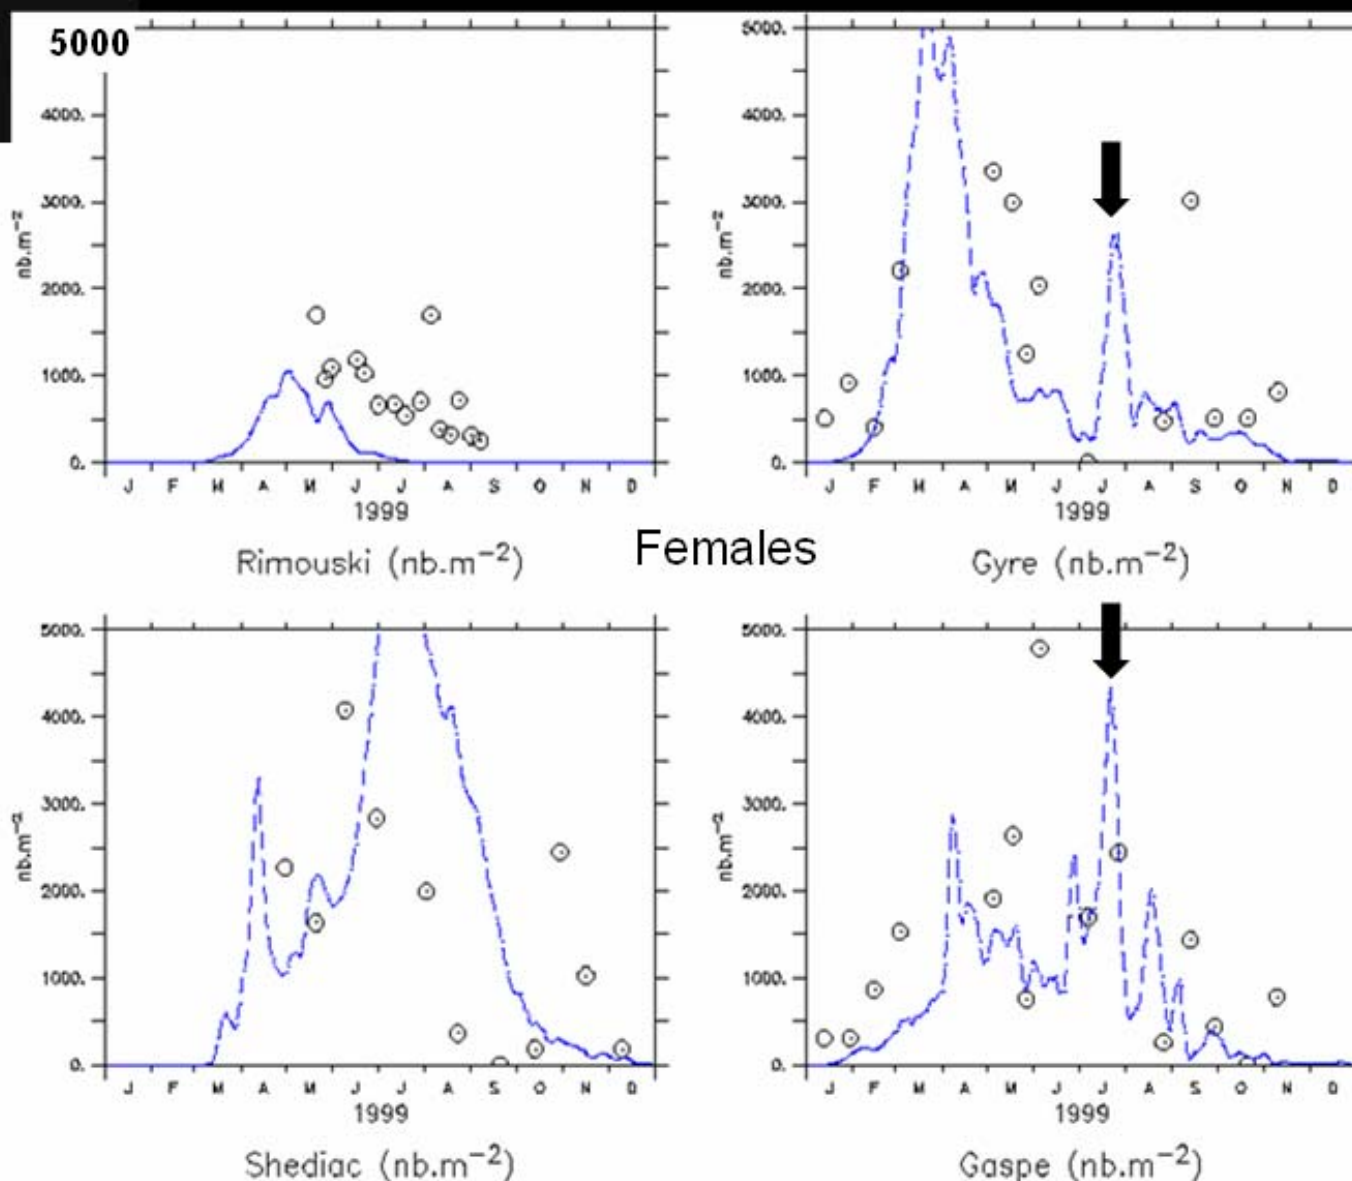 5000
4000.
3000.
2000.
1000.
0.
nb.m⁻²
J F M A M J J A S O N D
1999
Rimouski (nb.m⁻²)
5000.
4000.
3000.
2000.
1000.
0.
nb.m⁻²
J F M A M J J A S O N D
1999
Gyre (nb.m⁻²)
Females
5000.
4000.
3000.
2000.
1000.
0.
nb.m⁻²
J F M A M J J A S O N D
1999
Shediac (nb.m⁻²)
5000.
4000.
3000.
2000.
1000.
0.
nb.m⁻²
J F M A M J J A S O N D
1999
Gaspe (nb.m⁻²)